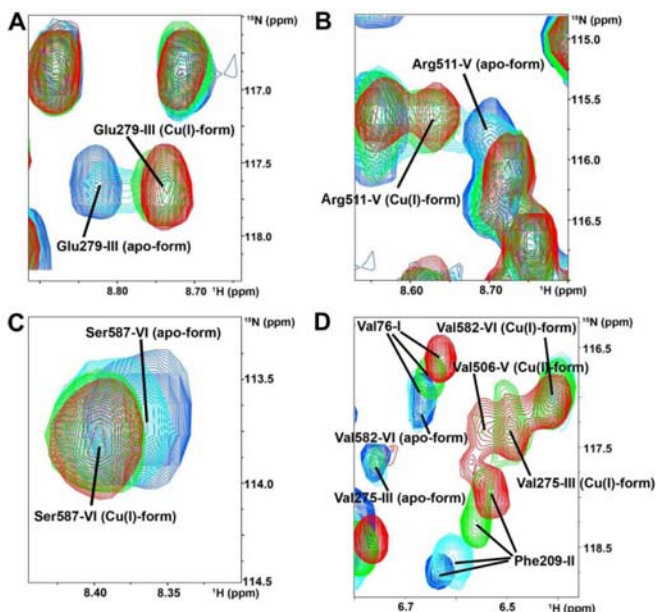 A
¹⁵N (ppm)
117.0
Glu279-III (Cu(I)-form)
117.5
Glu279-III (apo-form)
118.0
8.80
8.70
¹H (ppm)
B
¹⁵N (ppm)
115.0
Arg511-V (apo-form)
115.5
116.0
Arg511-V (Cu(I)-form)
116.5
8.60
8.70
¹H (ppm)
C
¹⁵N (ppm)
Ser587-VI (apo-form)
113.5
114.0
Ser587-VI (Cu(I)-form)
114.5
8.40
8.35
¹H (ppm)
D
¹⁵N (ppm)
Val76-I
Val582-VI (Cu(I)-form)
116.5
Val506-V (Cu(I)-form)
Val582-VI (apo-form)
117.5
Val275-III (apo-form)
Val275-III (Cu(I)-form)
118.5
Phe209-II
6.7
6.5
¹H (ppm)